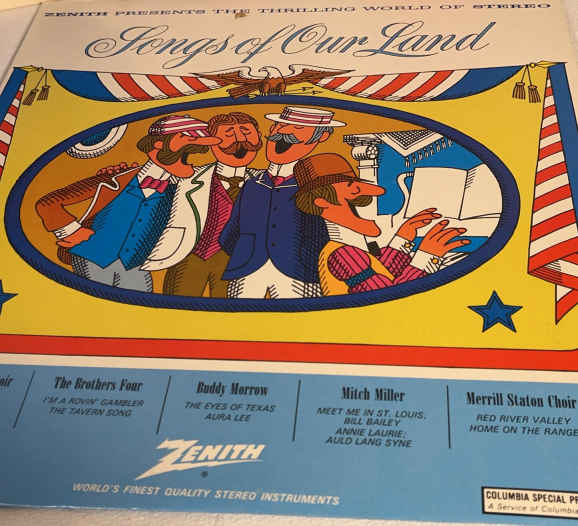 ZENITH PRESENTS THE THRILLING WORLD OF STEREO
Songs of Our Land
oir
The Brothers Four
I'M A ROVIN' GAMBLER
THE TAVERN SONG
Buddy Morrow
THE EYES OF TEXAS
AURA LEE
Mitch Miller
MEET ME IN ST. LOUIS;
BILL BAILEY
ANNIE LAURIE;
AULD LANG SYNE
Merrill Staton Choir
RED RIVER VALLEY
HOME ON THE RANGE
ZENITH
®
WORLD'S FINEST QUALITY STEREO INSTRUMENTS
COLUMBIA SPECIAL PR
A Service of Columbia